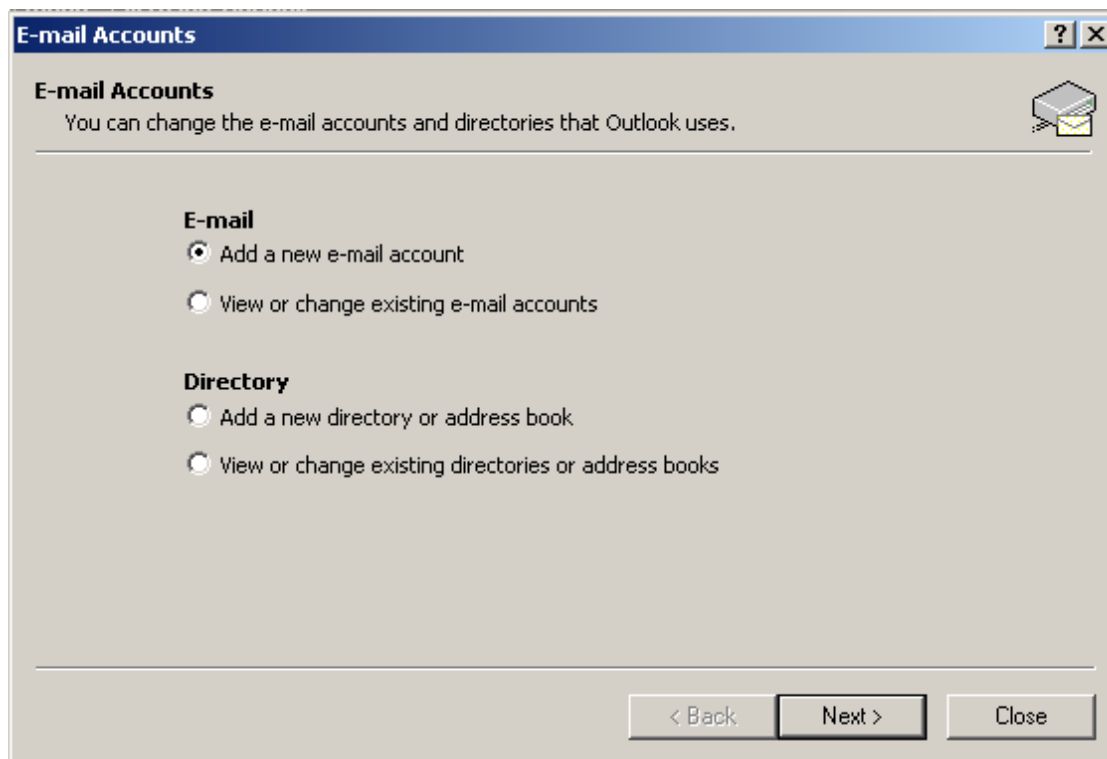 E-mail Accounts
E-mail Accounts
You can change the e-mail accounts and directories that Outlook uses.
E-mail
Add a new e-mail account
View or change existing e-mail accounts
Directory
Add a new directory or address book
View or change existing directories or address books
< Back Next > Close